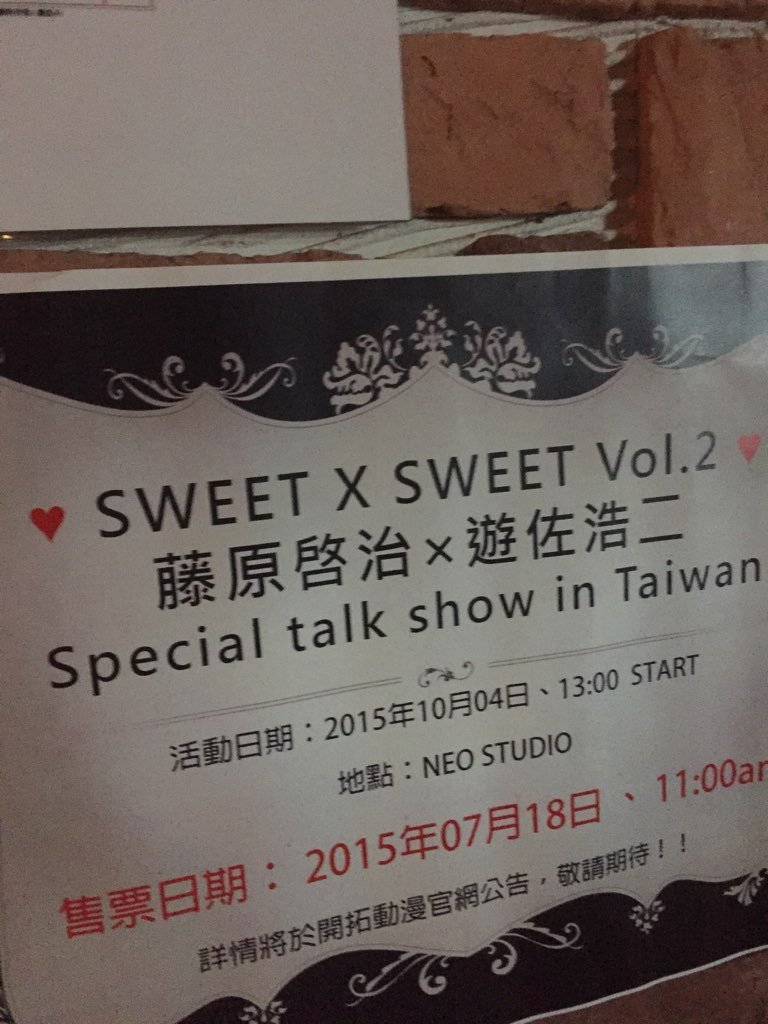 ♥ SWEET X SWEET Vol.2 ♥
藤原啓治×遊佐浩二
Special talk show in Taiwan
活動日期：2015年10月04日、13:00 START
地點：NEO STUDIO
售票日期： 2015年07月18日 、 11:00am
詳情將於開拓動漫官網公告，敬請期待！！